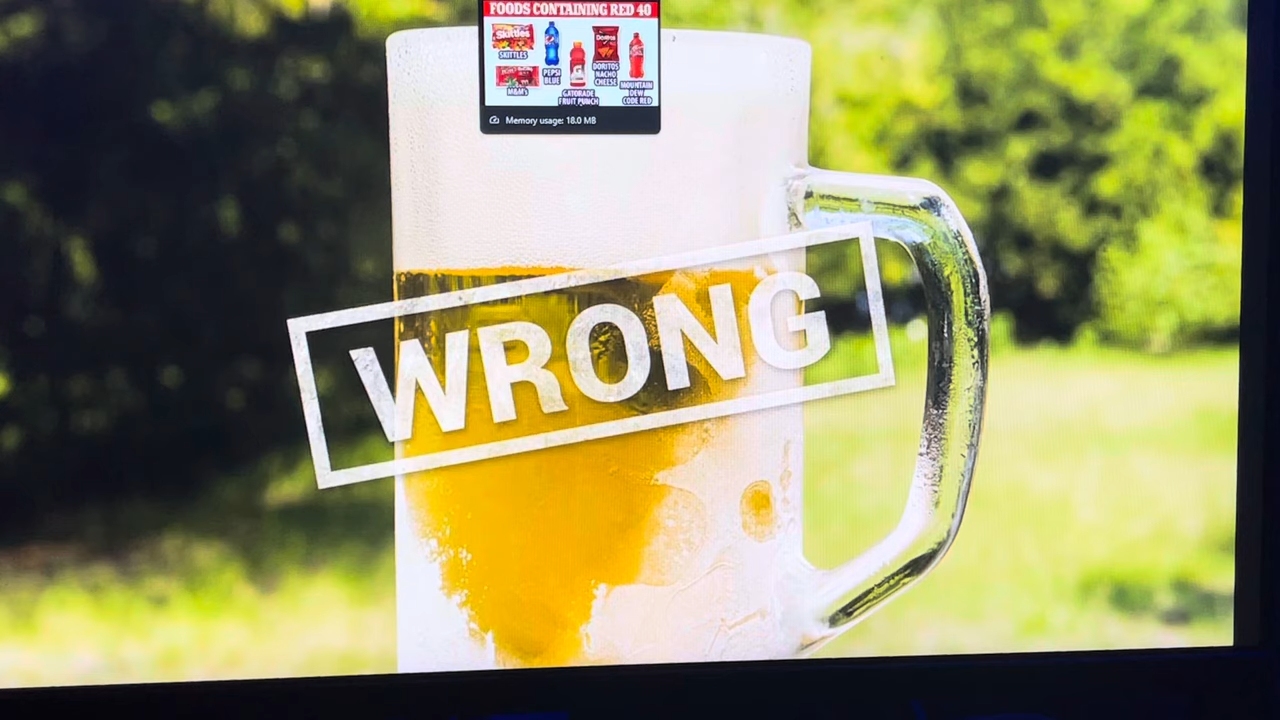 FOODS CONTAINING RED 40
Skittles
SKITTLES
PEPSI
BLUE
Doritos
DORITOS
NACHO
CHEESE
M&M's
GATORADE
FRUIT PUNCH
MOUNTAIN
DEW
CODE RED
Memory usage: 18.0 MB
WRONG